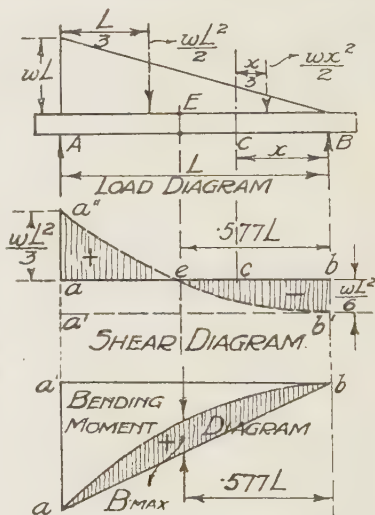 L/3
wL²/2
x/3
wx²/2
wL
E
A
C
B
x
L
LOAD DIAGRAM
a"
·577L
wL²/3
+
e
c
b
a
−
wL²/6
a'
b'
SHEAR DIAGRAM.
a'
b
BENDING
MOMENT
DIAGRAM
+
BMAX
·577L
a